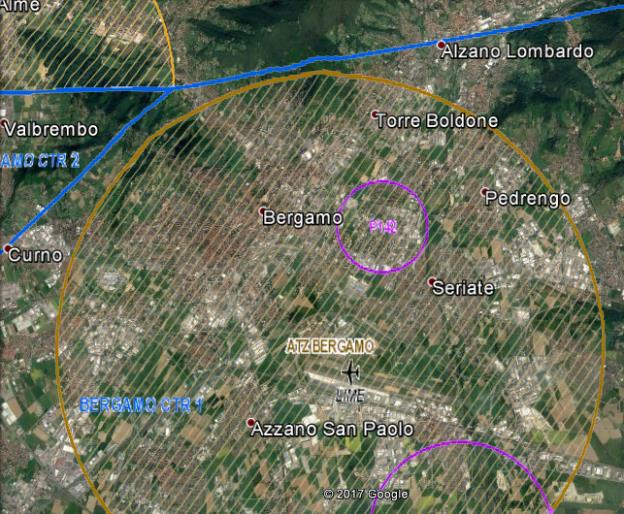 Alme
Alzano Lombardo
Torre Boldone
Valbrembo
AMO CTR 2
Pedrengo
Bergamo
Curno
Seriate
ATZ BERGAMO
LIME
BERGAMO CTR 1
Azzano San Paolo
© 2017 Google